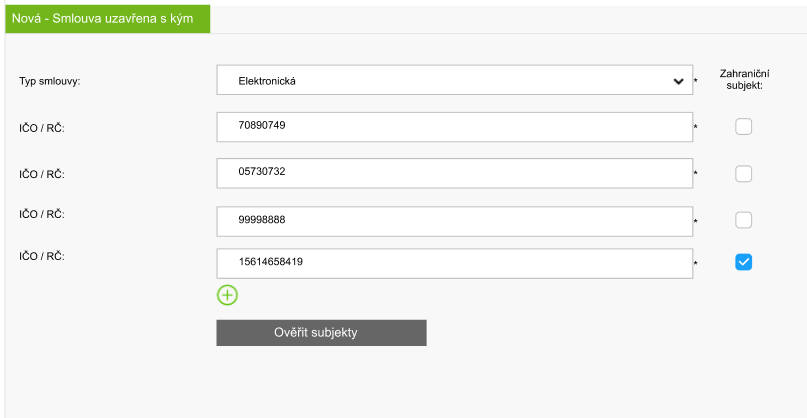 Nová - Smlouva uzavřena s kým
Typ smlouvy:
Elektronická
*
Zahraniční
subjekt:
IČO / RČ:
70890749
*
IČO / RČ:
05730732
*
IČO / RČ:
99998888
*
IČO / RČ:
15614658419
*
Ověřit subjekty